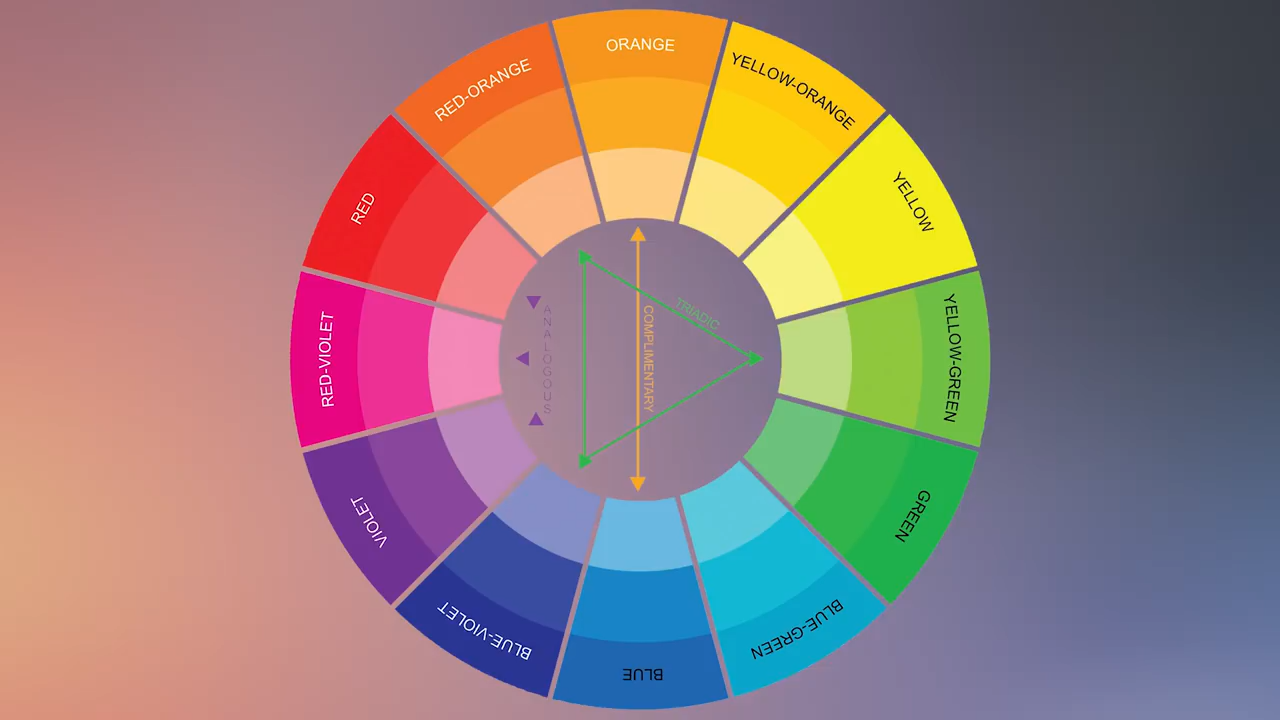 ORANGE
YELLOW-ORANGE
YELLOW
YELLOW-GREEN
GREEN
BLUE-GREEN
BLUE
BLUE-VIOLET
VIOLET
RED-VIOLET
RED
RED-ORANGE
ANALOGOUS
COMPLIMENTARY
TRIADIC